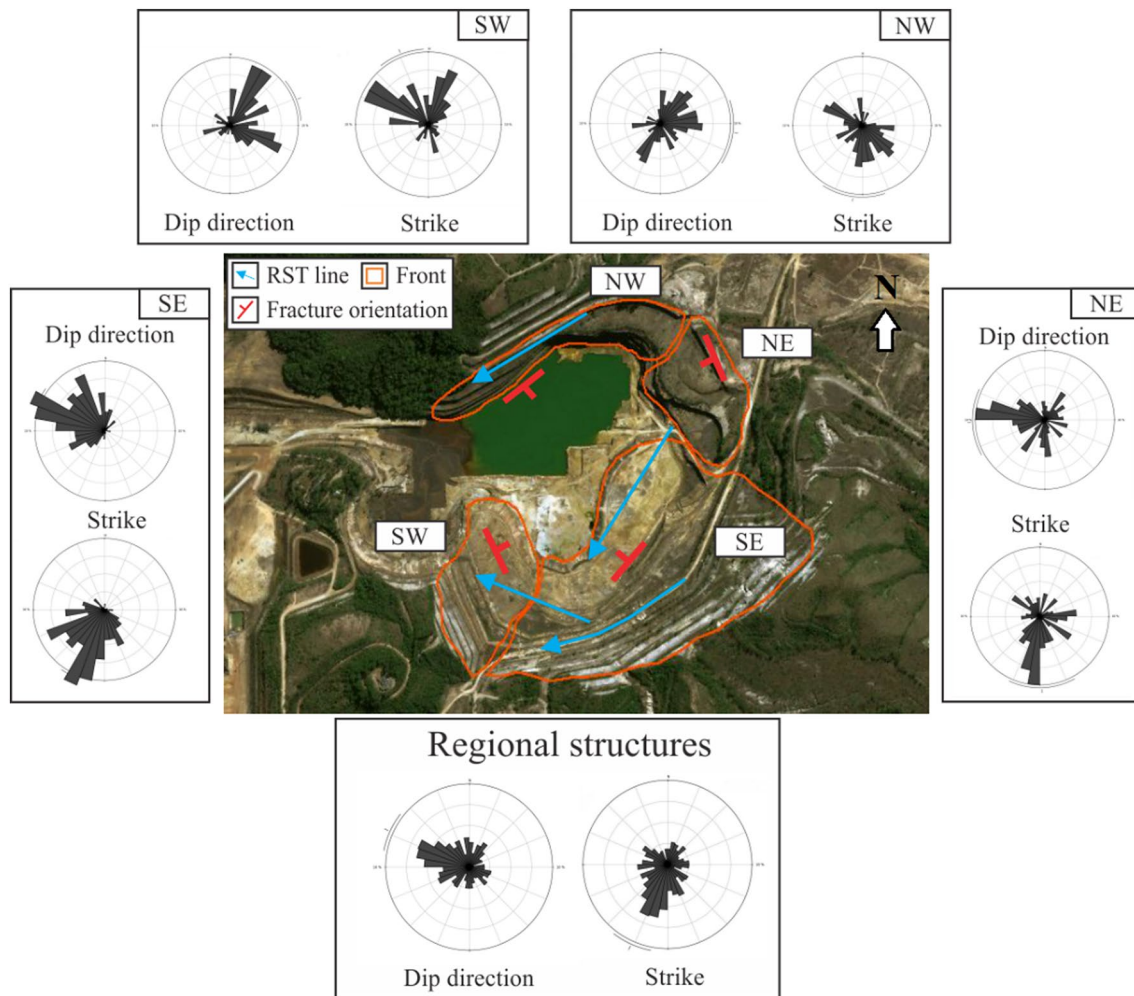 SW
Dip direction
Strike
NW
Dip direction
Strike
SE
Dip direction
Strike
RST line
Front
Fracture orientation
NW
NE
N
SW
SE
NE
Dip direction
Strike
Regional structures
Dip direction
Strike